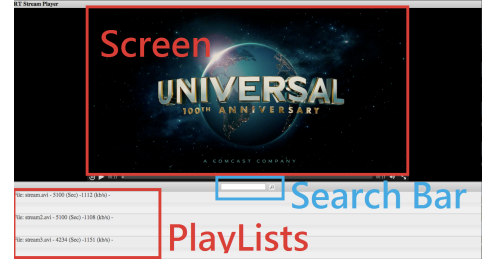 RT Stream Player
Screen
UNIVERSAL
100TH ANNIVERSARY
A COMCAST COMPANY
Search Bar
File: stream.avi - 5100 (Sec) -1112 (kb/s) -
File: stream2.avi - 5100 (Sec) -1108 (kb/s) -
PlayLists
File: stream3.avi - 4234 (Sec) -1151 (kb/s) -